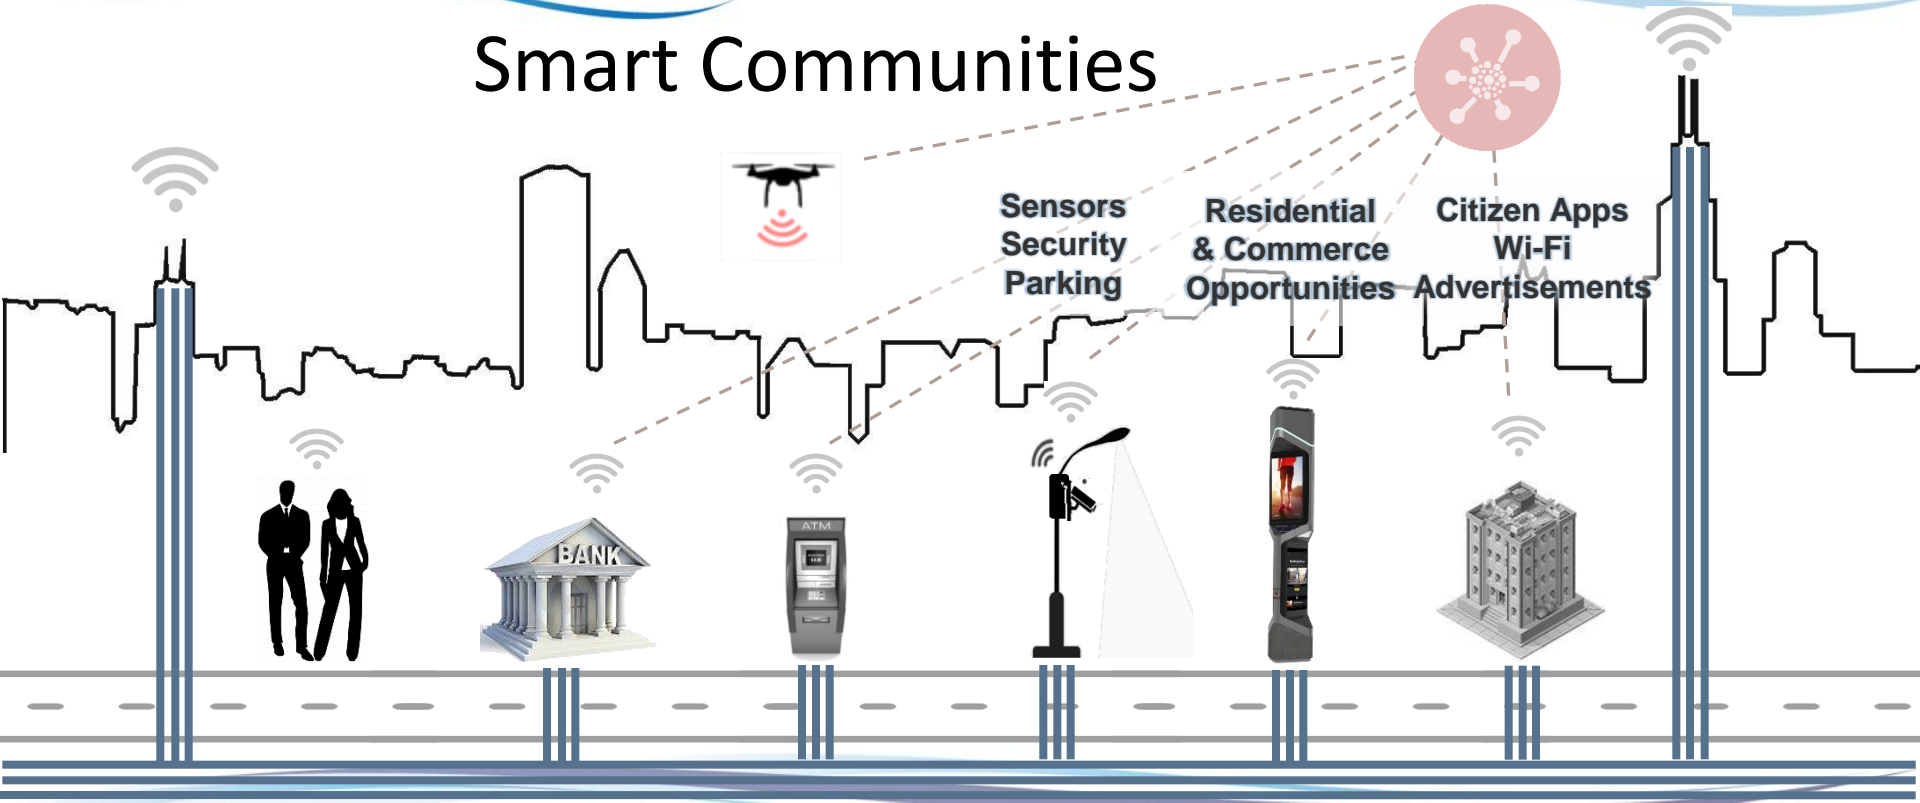 Smart Communities
Sensors
Security
Parking
Residential
& Commerce
Opportunities
Citizen Apps
Wi-Fi
Advertisements
BANK
ATM